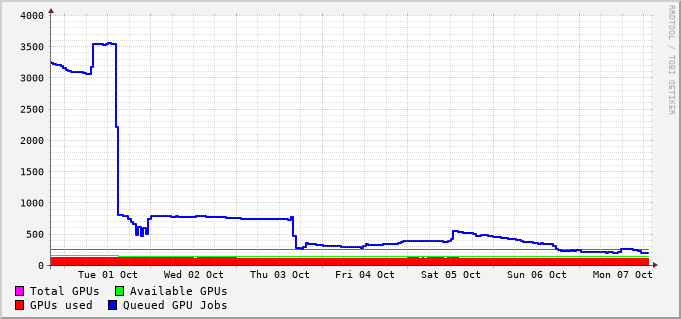 4000
3500
3000
2500
2000
1500
1000
500
0
Tue 01 Oct Wed 02 Oct Thu 03 Oct Fri 04 Oct Sat 05 Oct Sun 06 Oct Mon 07 Oct
Total GPUs Available GPUs
GPUs used Queued GPU Jobs
RRDTOOL / TOBI OETIKER